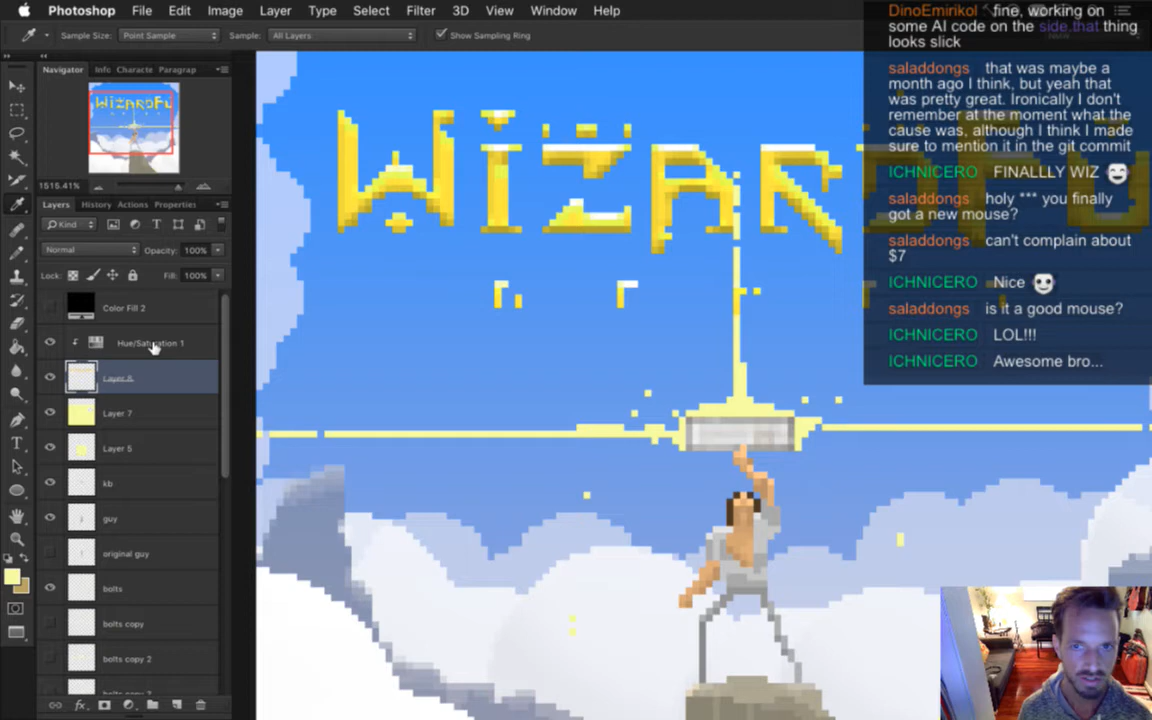 Photoshop File Edit Image Layer Type Select Filter 3D View Window Help
Sample Size: Point Sample Sample: All Layers Show Sampling Ring
Navigator Info Characte Paragrap
1515.41%
Layers History Actions Properties
Kind
Normal Opacity: 100%
Lock: Fill: 100%
Color Fill 2
Hue/Saturation 1
Layer 8
Layer 7
Layer 5
kb
guy
original guy
bolts
bolts copy
bolts copy 2
WIZARDFU
DinoEmirikol fine, working on
some AI code on the side.that thing
looks slick
saladdongs that was maybe a
month ago I think, but yeah that
was pretty great. Ironically I don't
remember at the moment what the
cause was, although I think I made
sure to mention it in the git commit
ICHNICERO FINALLLY WIZ
saladdongs holy *** you finally
got a new mouse?
saladdongs can't complain about
$7
ICHNICERO Nice
saladdongs is it a good mouse?
ICHNICERO LOL!!!
ICHNICERO Awesome bro...